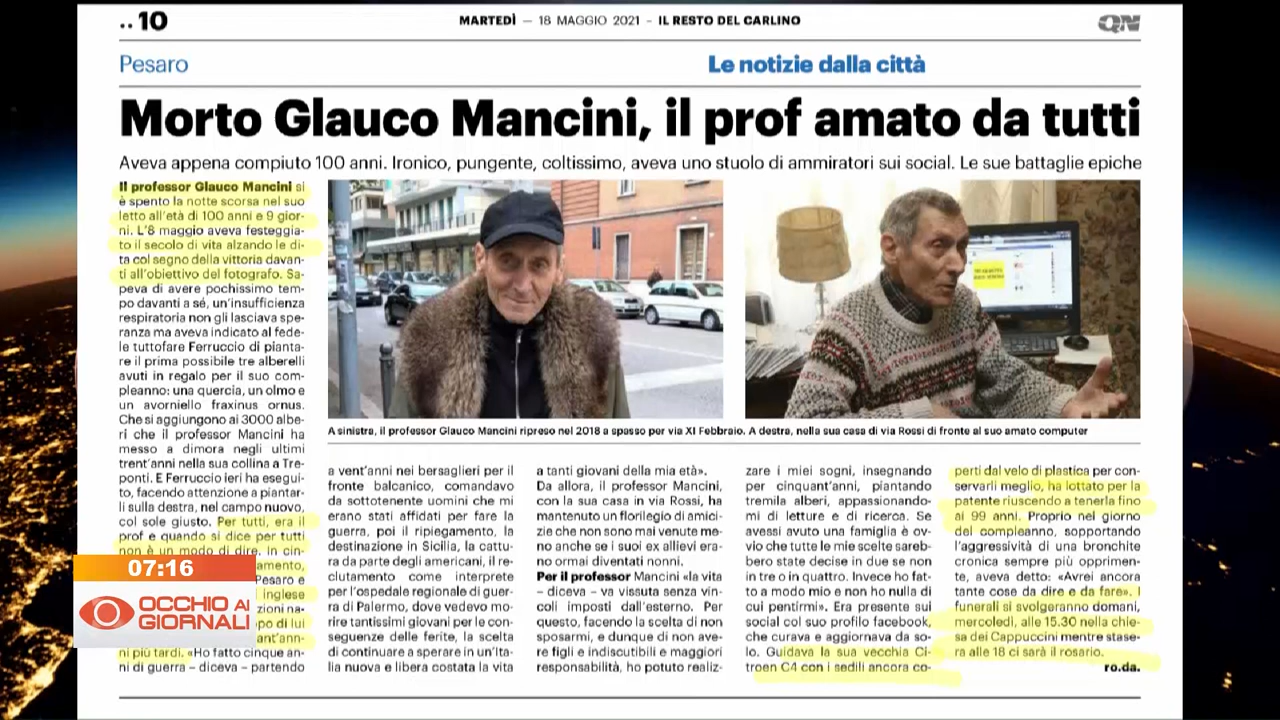 .. 10
MARTEDÌ — 18 MAGGIO 2021 – IL RESTO DEL CARLINO
QN
Pesaro
Le notizie dalla città
Morto Glauco Mancini, il prof amato da tutti
Aveva appena compiuto 100 anni. Ironico, pungente, coltissimo, aveva uno stuolo di ammiratori sui social. Le sue battaglie epiche
Il professor Glauco Mancini si
è spento la notte scorsa nel suo
letto all'età di 100 anni e 9 gior-
ni. L'8 maggio aveva festeggia-
to il secolo di vita alzando le di-
ta col segno della vittoria davan-
ti all'obiettivo del fotografo. Sa-
peva di avere pochissimo tem-
po davanti a sé, un'insufficienza
respiratoria non gli lasciava spe-
ranza ma aveva indicato al fede-
le tuttofare Ferruccio di pianta-
re il prima possibile tre alberelli
avuti in regalo per il suo com-
pleanno: una quercia, un olmo e
un avorniello fraxinus ornus.
Che si aggiungono ai 3000 albe-
ri che il professor Mancini ha
messo a dimora negli ultimi
trent'anni nella sua collina a Tre-
ponti. E Ferruccio ieri ha esegui-
to, facendo attenzione a piantar-
li sulla destra, nel campo nuovo,
col sole giusto. Per tutti, era il
prof e quando si dice per tutti
non è un modo di dire. In cin-
amento,
Pesaro e
inglese
zioni na-
po di lui
ant'an-
ni più tardi. «Ho fatto cinque an-
ni di guerra – diceva – partendo
A sinistra, il professor Glauco Mancini ripreso nel 2018 a spasso per via XI Febbraio. A destra, nella sua casa di via Rossi di fronte al suo amato computer
a vent'anni nei bersaglieri per il
fronte balcanico, comandavo
da sottotenente uomini che mi
erano stati affidati per fare la
guerra, poi il ripiegamento, la
destinazione in Sicilia, la cattu-
ra da parte degli americani, il re-
clutamento come interprete
per l'ospedale regionale di guer-
ra di Palermo, dove vedevo mo-
rire tantissimi giovani per le con-
seguenze delle ferite, la scelta
di continuare a sperare in un'Ita-
lia nuova e libera costata la vita
a tanti giovani della mia età».
Da allora, il professor Mancini,
con la sua casa in via Rossi, ha
mantenuto un florilegio di amici-
zie che non sono mai venute me-
no anche se i suoi ex allievi era-
no ormai diventati nonni.
Per il professor Mancini «la vita
– diceva – va vissuta senza vin-
coli imposti dall'esterno. Per
questo, facendo la scelta di non
sposarmi, e dunque di non ave-
re figli e indiscutibili e maggiori
responsabilità, ho potuto realiz-
zare i miei sogni, insegnando
per cinquant'anni, piantando
tremila alberi, appassionando-
mi di letture e di ricerca. Se
avessi avuto una famiglia è ov-
vio che tutte le mie scelte sareb-
bero state decise in due se non
in tre o in quattro. Invece ho fat-
to a modo mio e non ho nulla di
cui pentirmi». Era presente sui
social col suo profilo facebook,
che curava e aggiornava da so-
lo. Guidava la sua vecchia Ci-
troen C4 con i sedili ancora co-
perti dal velo di plastica per con-
servarli meglio, ha lottato per la
patente riuscendo a tenerla fino
ai 99 anni. Proprio nel giorno
del compleanno, sopportando
l'aggressività di una bronchite
cronica sempre più opprimen-
te, aveva detto: «Avrei ancora
tante cose da dire e da fare». I
funerali si svolgeranno domani,
mercoledì, alle 15.30 nella chie-
sa dei Cappuccini mentre stase-
ra alle 18 ci sarà il rosario.
ro.da.
07:16
OCCHIO AI
GIORNALI